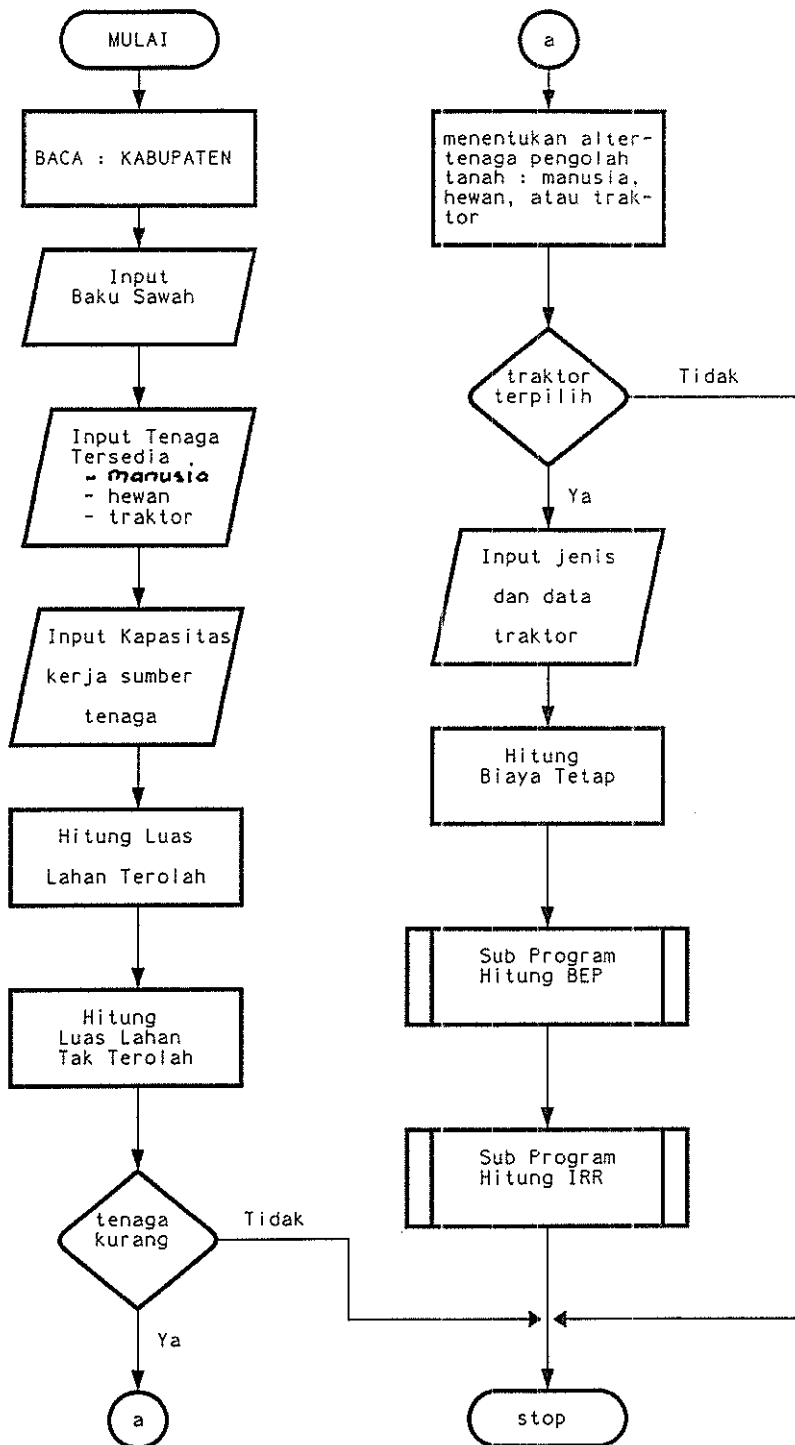 MULAI
BACA : KABUPATEN
Input
Baku Sawah
Input Tenaga
Tersedia
- manusia
- hewan
- traktor
Input Kapasitas
kerja sumber
tenaga
Hitung Luas
Lahan Terolah
Hitung
Luas Lahan
Tak Terolah
tenaga
kurang
Tidak
Ya
a
a
menentukan alter-
tenaga pengolah
tanah : manusia,
hewan, atau trak-
tor
traktor
terpilih
Tidak
Ya
Input jenis
dan data
traktor
Hitung
Biaya Tetap
Sub Program
Hitung BEP
Sub Program
Hitung IRR
stop